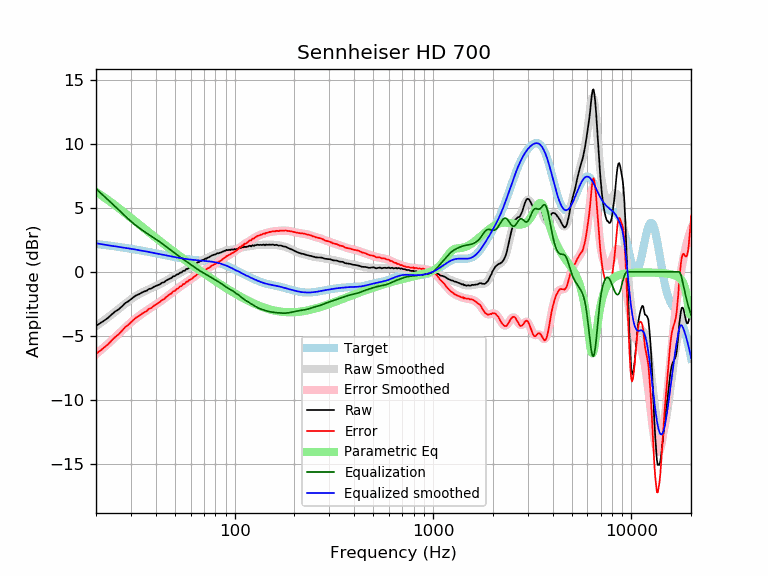 Sennheiser HD 700
Amplitude (dBr)
15
10
5
0
−5
−10
−15
Target
Raw Smoothed
Error Smoothed
Raw
Error
Parametric Eq
Equalization
Equalized smoothed
100
1000
10000
Frequency (Hz)